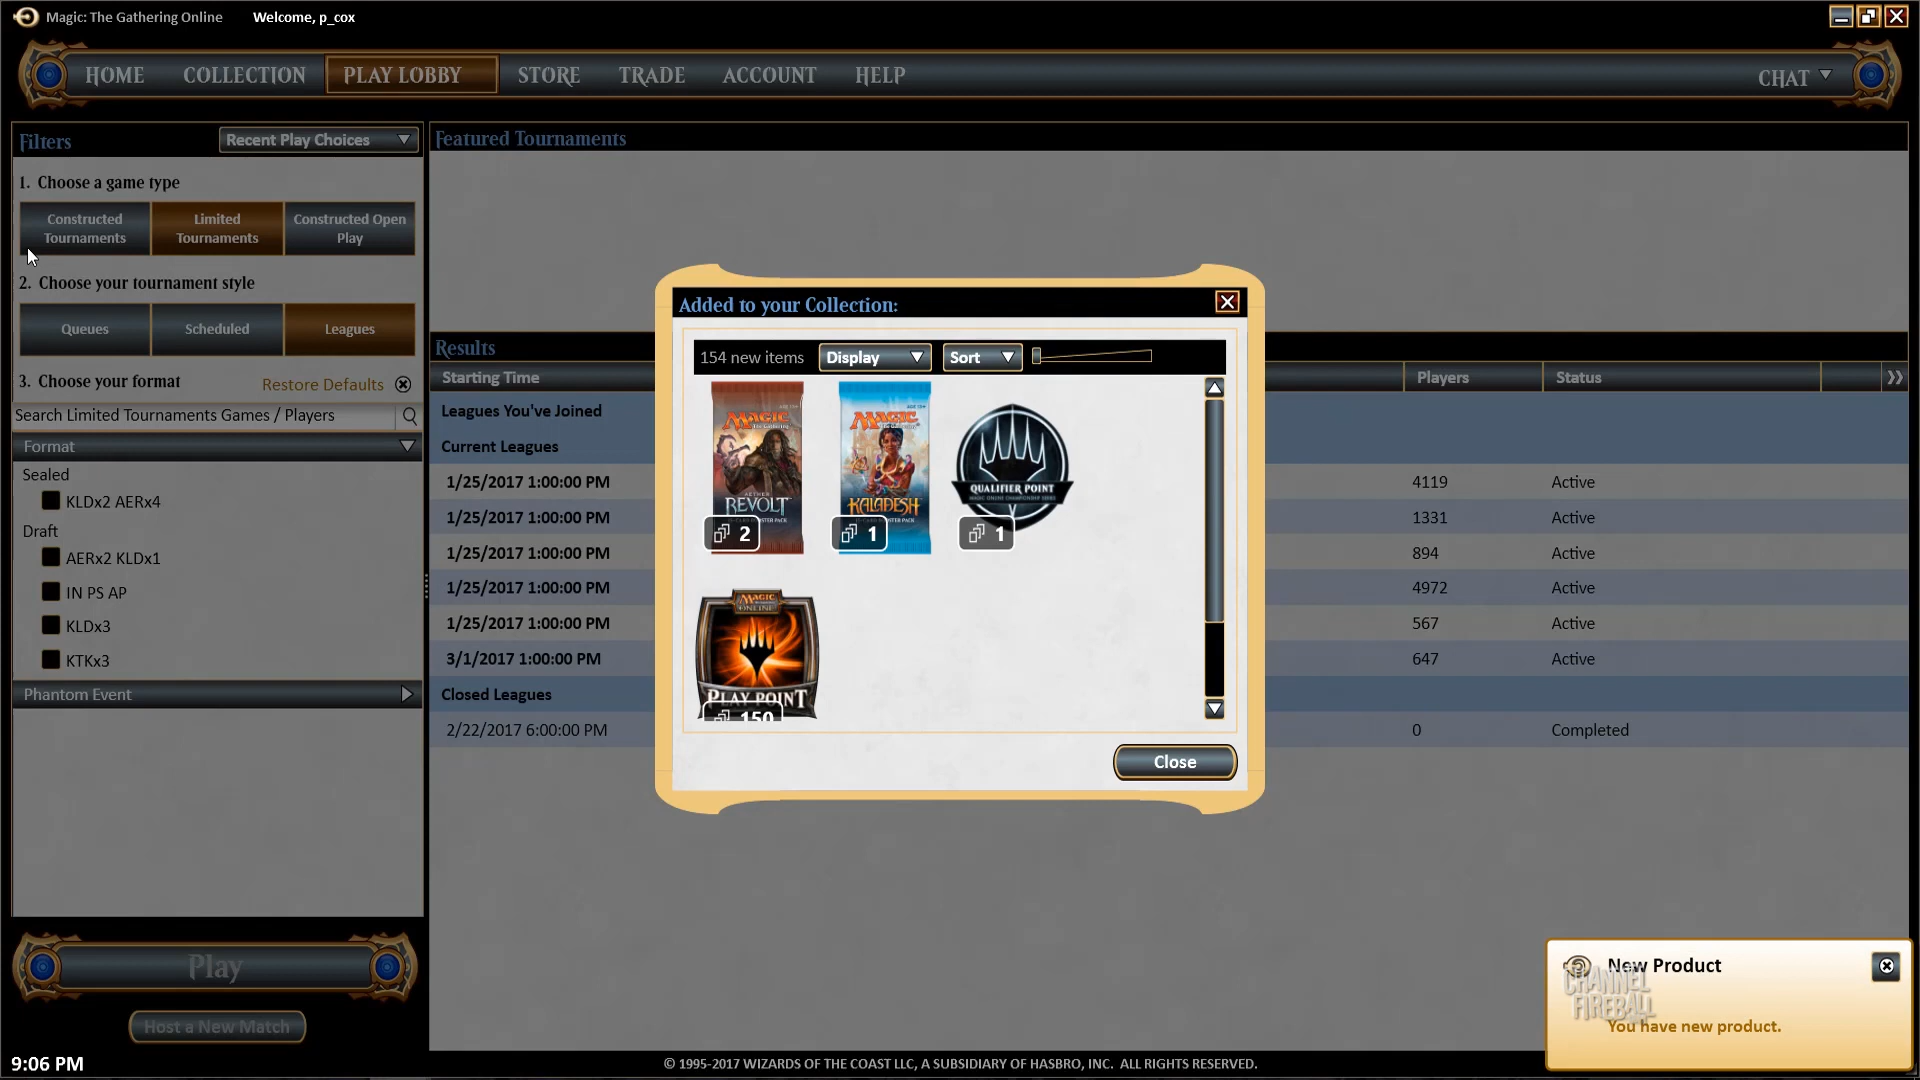 Magic: The Gathering Online
Welcome, p_cox
HOME
COLLECTION
PLAY LOBBY
STORE
TRADE
ACCOUNT
HELP
CHAT
Filters
Recent Play Choices
1. Choose a game type
Constructed
Tournaments
Limited
Tournaments
Constructed Open
Play
2. Choose your tournament style
Queues
Scheduled
Leagues
3. Choose your format
Restore Defaults
Search Limited Tournaments Games / Players
Format
Sealed
KLDx2 AERx4
Draft
AERx2 KLDx1
IN PS AP
KLDx3
KTKx3
Phantom Event
Play
Host a New Match
9:06 PM
Featured Tournaments
Results
Starting Time
Players
Status
Leagues You've Joined
Current Leagues
1/25/2017 1:00:00 PM
4119
Active
1/25/2017 1:00:00 PM
1331
Active
1/25/2017 1:00:00 PM
894
Active
1/25/2017 1:00:00 PM
4972
Active
1/25/2017 1:00:00 PM
567
Active
3/1/2017 1:00:00 PM
647
Active
Closed Leagues
2/22/2017 6:00:00 PM
0
Completed
Added to your Collection:
154 new items
Display
Sort
MAGIC
The Gathering
AETHER
REVOLT
2
MAGIC
The Gathering
KALADESH
1
QUALIFIER POINT
MAGIC ONLINE CHAMPIONSHIP SERIES
1
MAGIC
ONLINE
PLAY POINT
150
Close
New Product
CHANNEL
FIREBALL
You have new product.
© 1995-2017 WIZARDS OF THE COAST LLC, A SUBSIDIARY OF HASBRO, INC. ALL RIGHTS RESERVED.